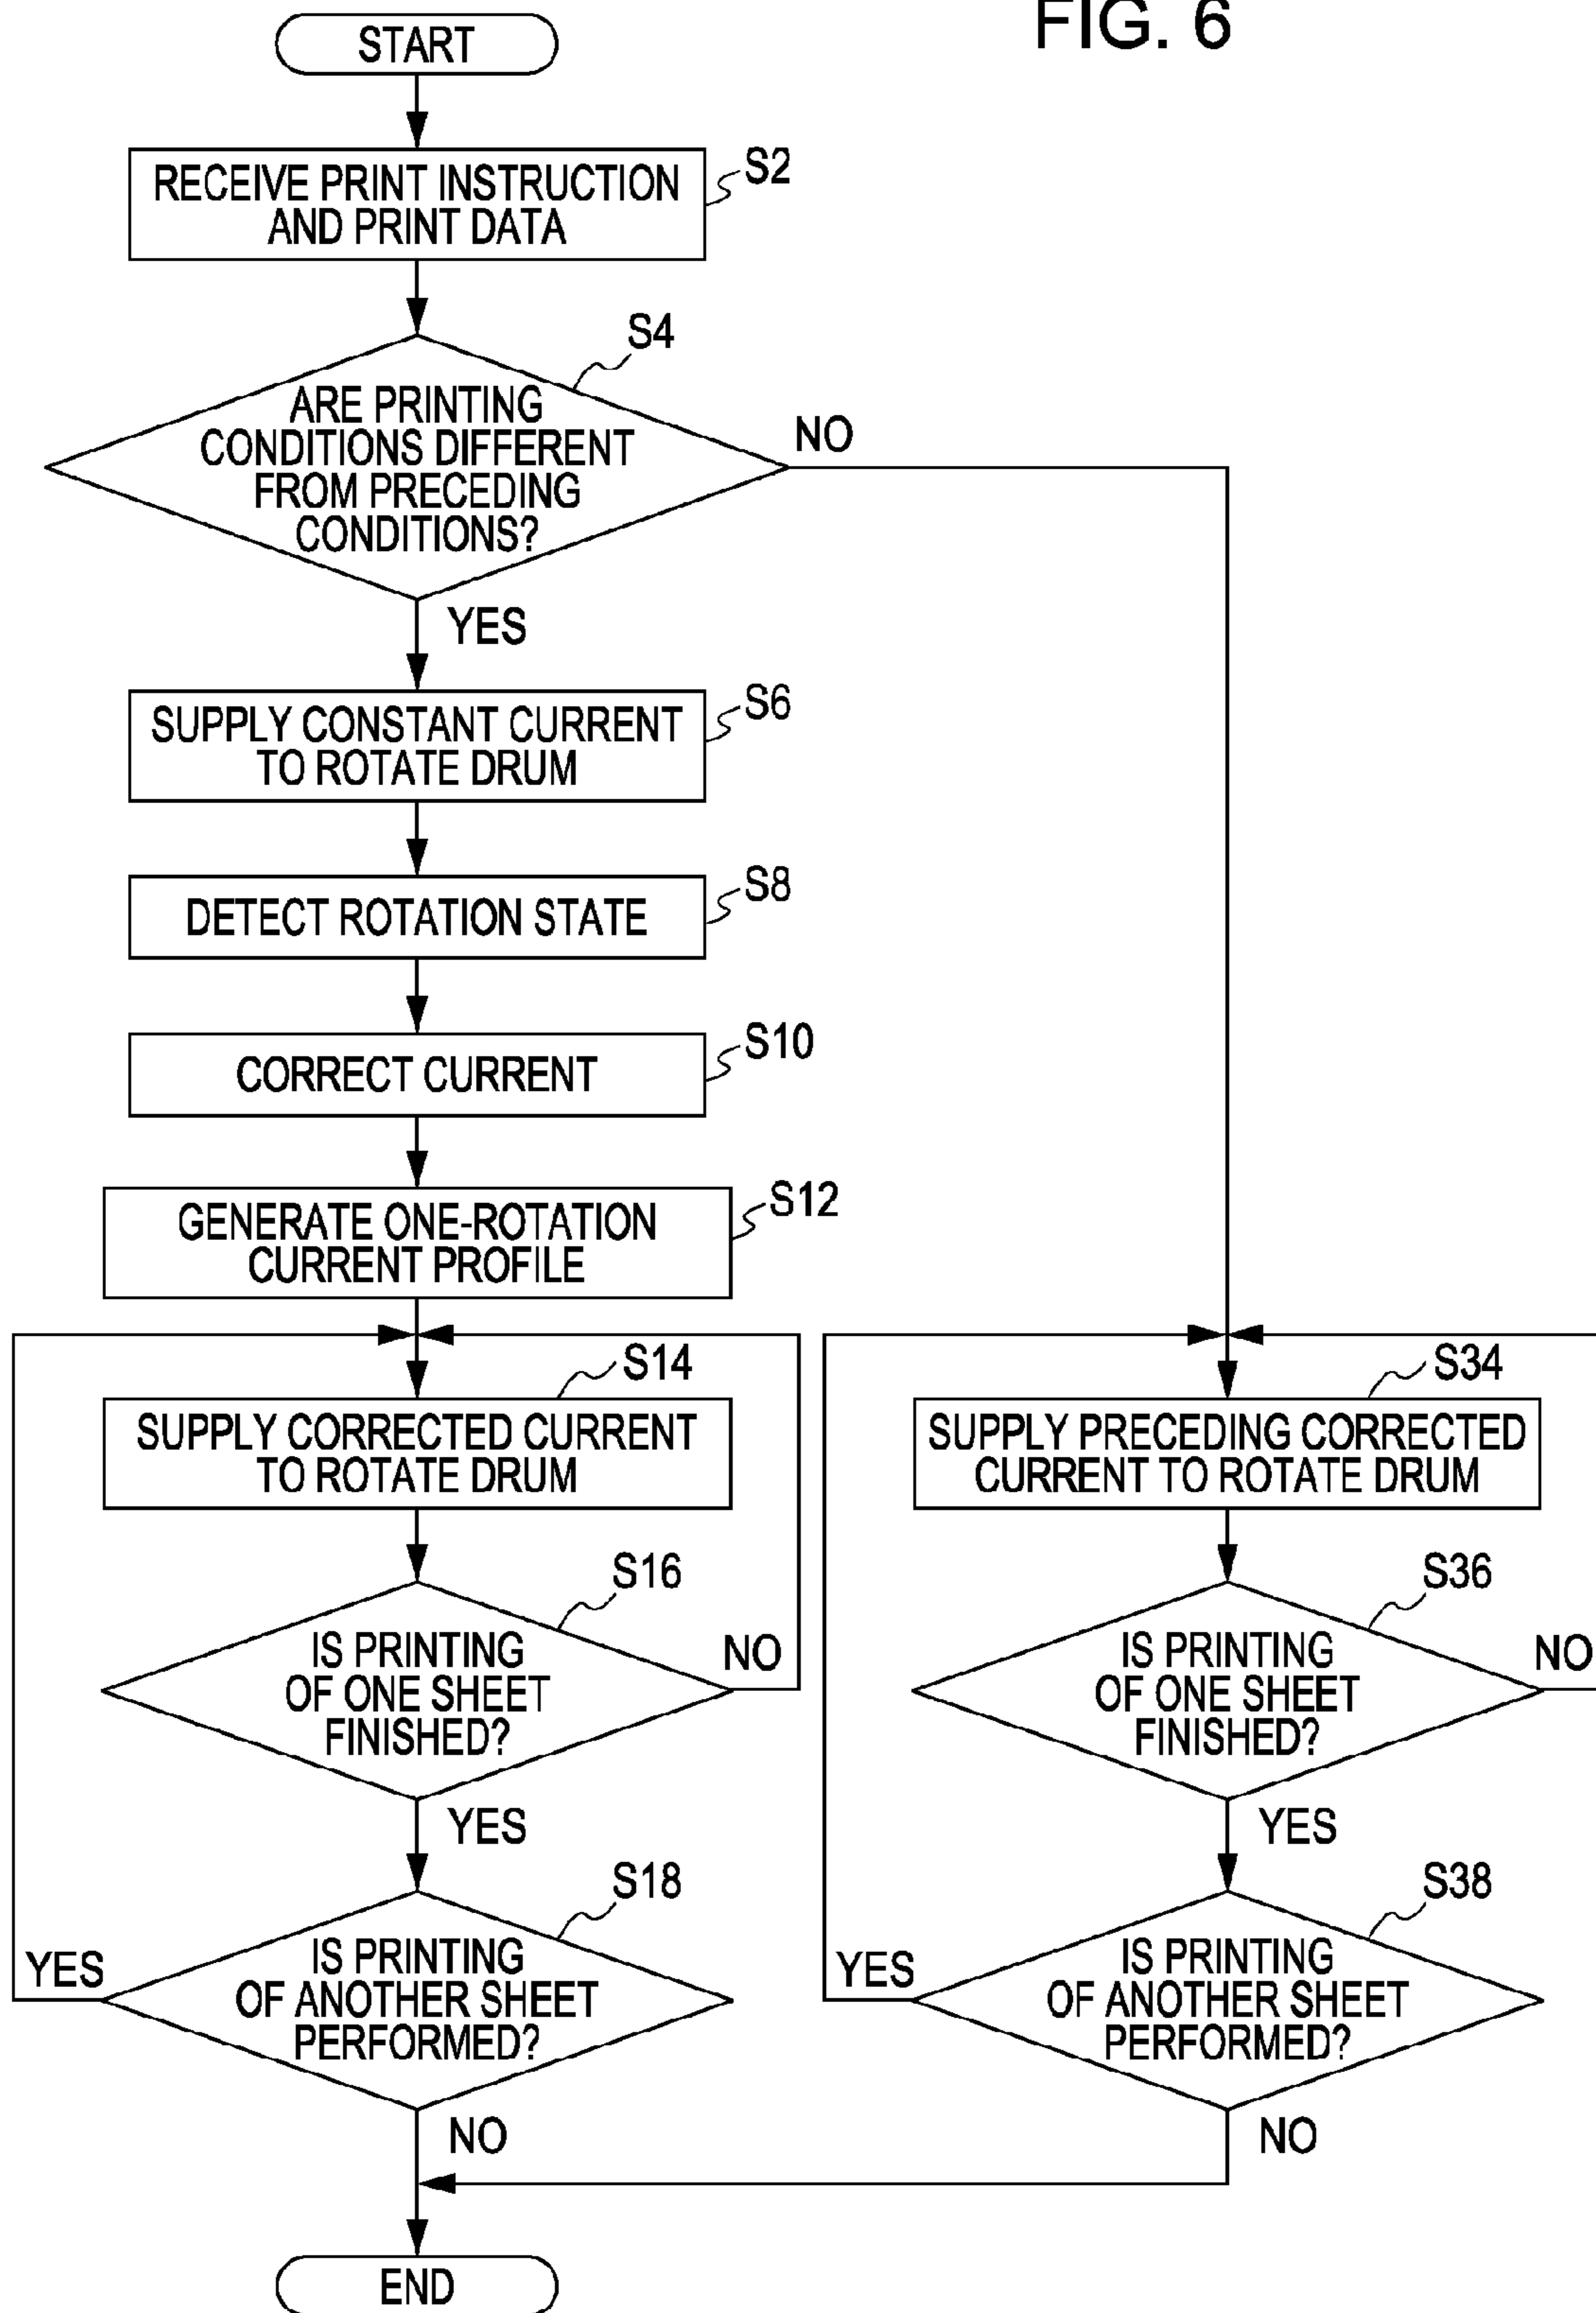 FIG. 6
START
RECEIVE PRINT INSTRUCTION
AND PRINT DATA
S2
S4
ARE PRINTING
CONDITIONS DIFFERENT
FROM PRECEDING
CONDITIONS?
NO
YES
SUPPLY CONSTANT CURRENT
TO ROTATE DRUM
S6
DETECT ROTATION STATE
S8
CORRECT CURRENT
S10
GENERATE ONE-ROTATION
CURRENT PROFILE
S12
S14
SUPPLY CORRECTED CURRENT
TO ROTATE DRUM
S16
IS PRINTING
OF ONE SHEET
FINISHED?
NO
YES
S18
IS PRINTING
OF ANOTHER SHEET
PERFORMED?
YES
NO
S34
SUPPLY PRECEDING CORRECTED
CURRENT TO ROTATE DRUM
S36
IS PRINTING
OF ONE SHEET
FINISHED?
NO
YES
S38
IS PRINTING
OF ANOTHER SHEET
PERFORMED?
YES
NO
END